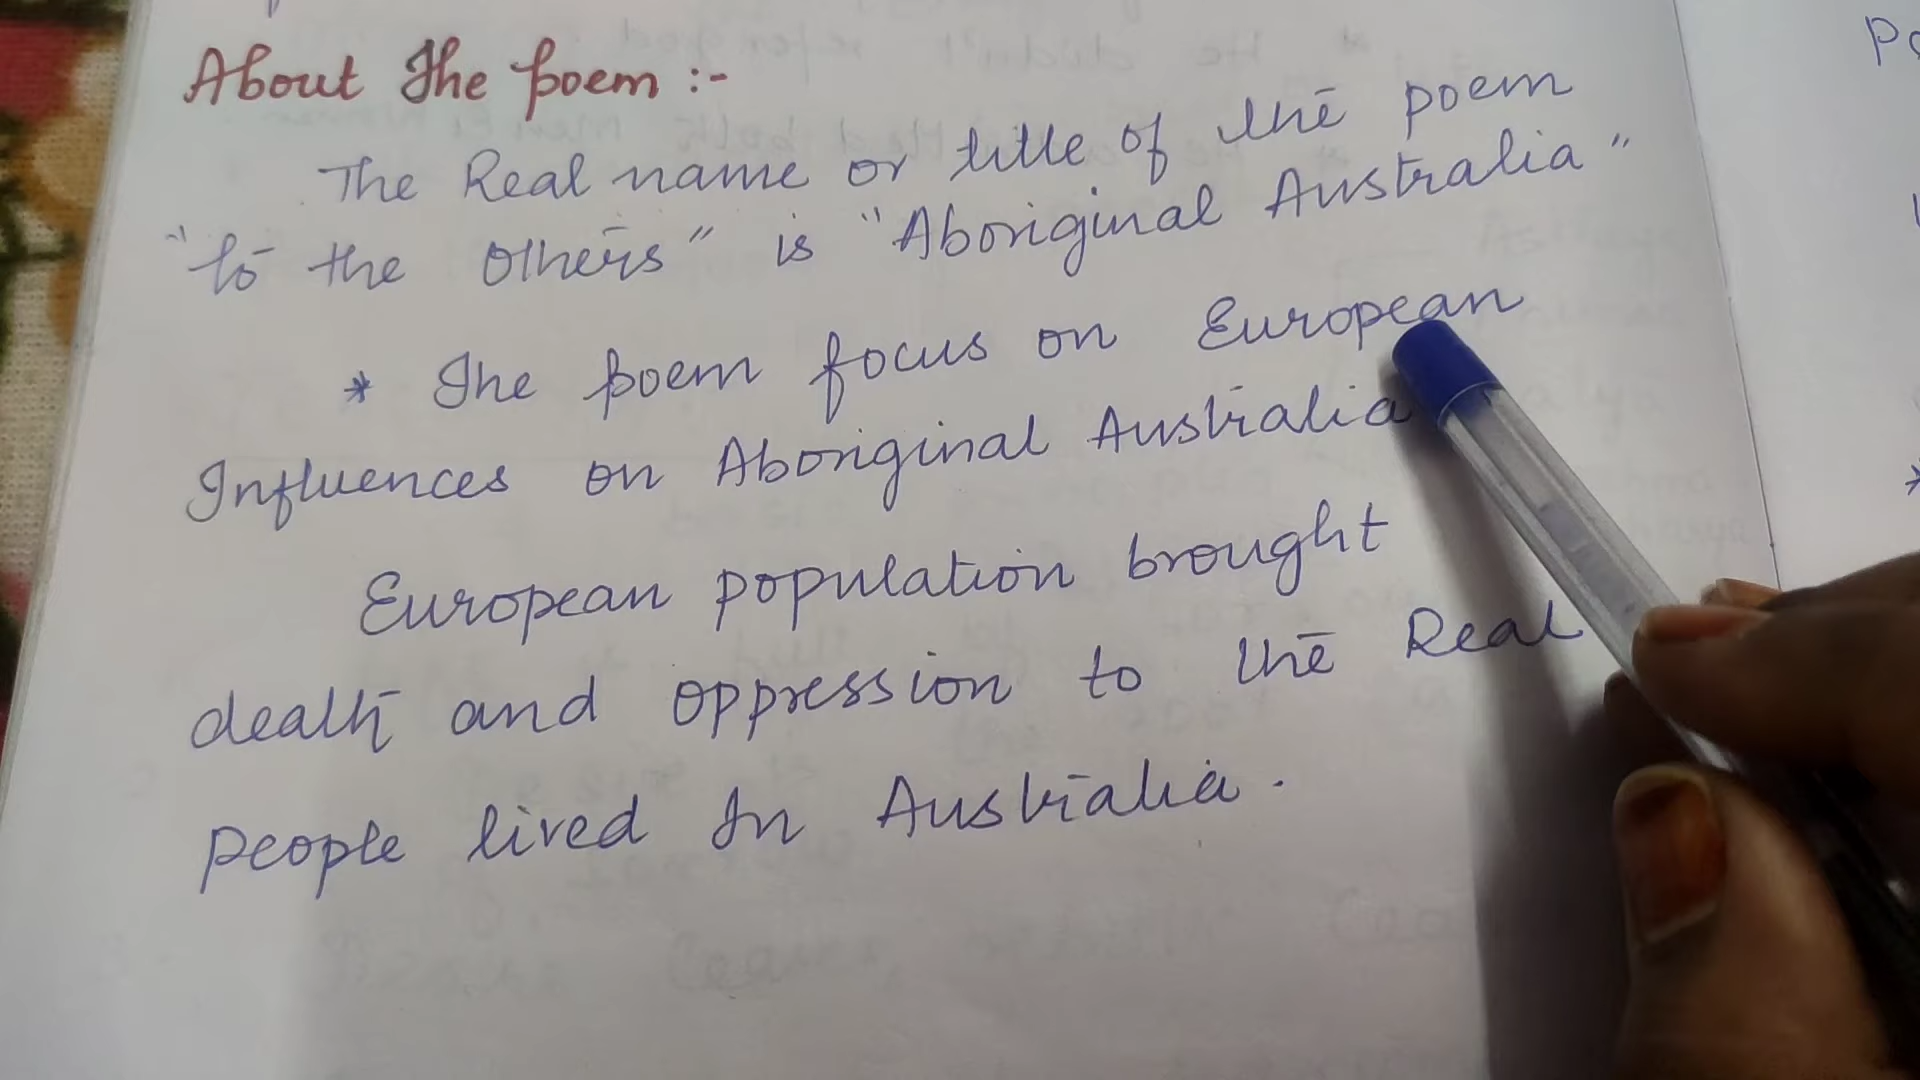 About The poem :-
The Real name or title of the poem
"to the others" is "Aboriginal Australia"
* The poem focus on European
Influences on Aboriginal Australia
European population brought
death and oppression to the Real
people lived In Australia.
Po